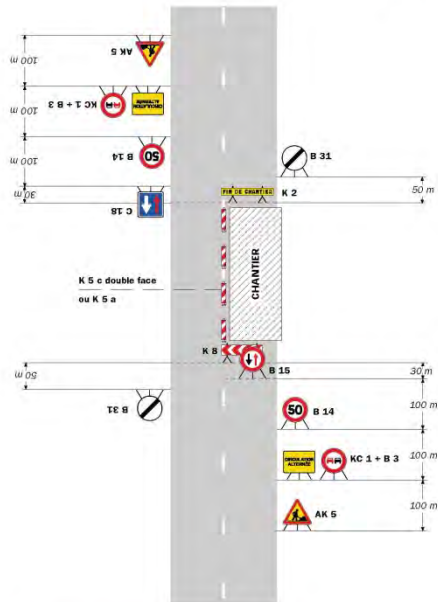 100 m
AK 5
100 m
KC 1 + B 3
CIRCULATION
ALTERNÉE
100 m
B 14
50
30 m
C 18
B 31
50 m
FIN DE CHANTIER
K 2
K 5 c double face
ou K 5 a
CHANTIER
K 8
B 15
50 m
30 m
B 31
100 m
50
B 14
100 m
CIRCULATION
ALTERNÉE
KC 1 + B 3
100 m
AK 5